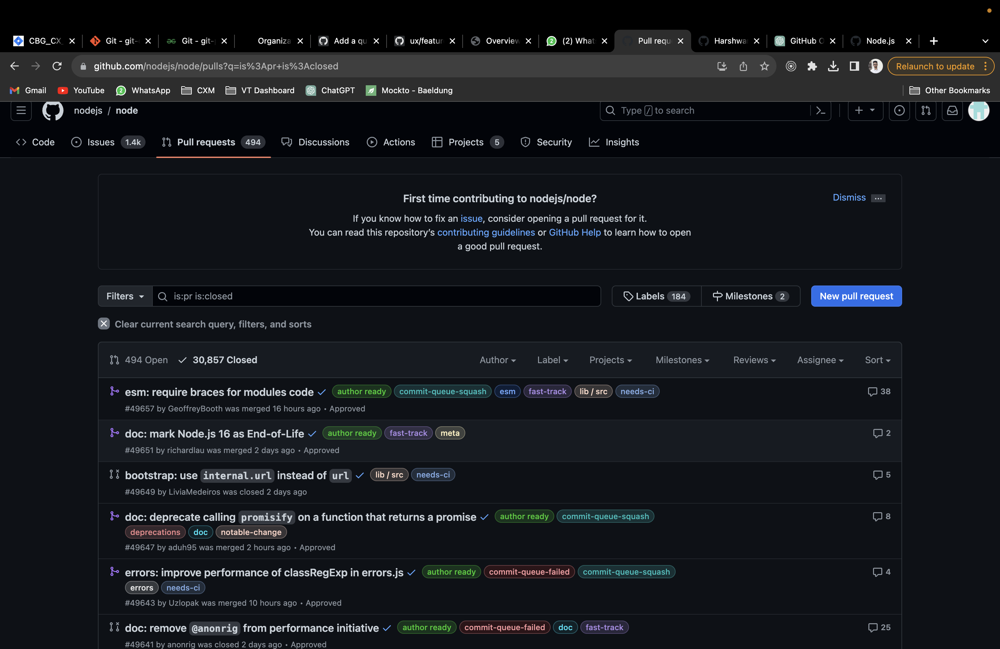 CBG_CX_ Git - git- Git - git- Organiza Add a qu ux/featur Overview (2) What Pull requ Harshwa GitHub O Node.js
github.com/nodejs/node/pulls?q=is%3Apr+is%3Aclosed Relaunch to update
Gmail YouTube 2 WhatsApp CXM VT Dashboard ChatGPT Mockto - Baeldung Other Bookmarks
nodejs / node Type / to search
Code Issues 1.4k Pull requests 494 Discussions Actions Projects 5 Security Insights
First time contributing to nodejs/node? Dismiss ...
If you know how to fix an issue, consider opening a pull request for it.
You can read this repository's contributing guidelines or GitHub Help to learn how to open
a good pull request.
Filters is:pr is:closed Labels 184 Milestones 2 New pull request
Clear current search query, filters, and sorts
494 Open 30,857 Closed Author Label Projects Milestones Reviews Assignee Sort
esm: require braces for modules code author ready commit-queue-squash esm fast-track lib / src needs-ci 38
#49657 by GeoffreyBooth was merged 16 hours ago • Approved
doc: mark Node.js 16 as End-of-Life author ready fast-track meta 2
#49651 by richardlau was merged 2 days ago • Approved
bootstrap: use internal.url instead of url lib / src needs-ci 5
#49649 by LiviaMedeiros was closed 2 days ago
doc: deprecate calling promisify on a function that returns a promise author ready commit-queue-squash 8
deprecations doc notable-change
#49647 by aduh95 was merged 2 hours ago • Approved
errors: improve performance of classRegExp in errors.js author ready commit-queue-failed commit-queue-squash 4
errors needs-ci
#49643 by Uzlopak was merged 10 hours ago • Approved
doc: remove @anonrig from performance initiative author ready commit-queue-failed doc fast-track 25
#49641 by anonrig was closed 2 days ago • Approved